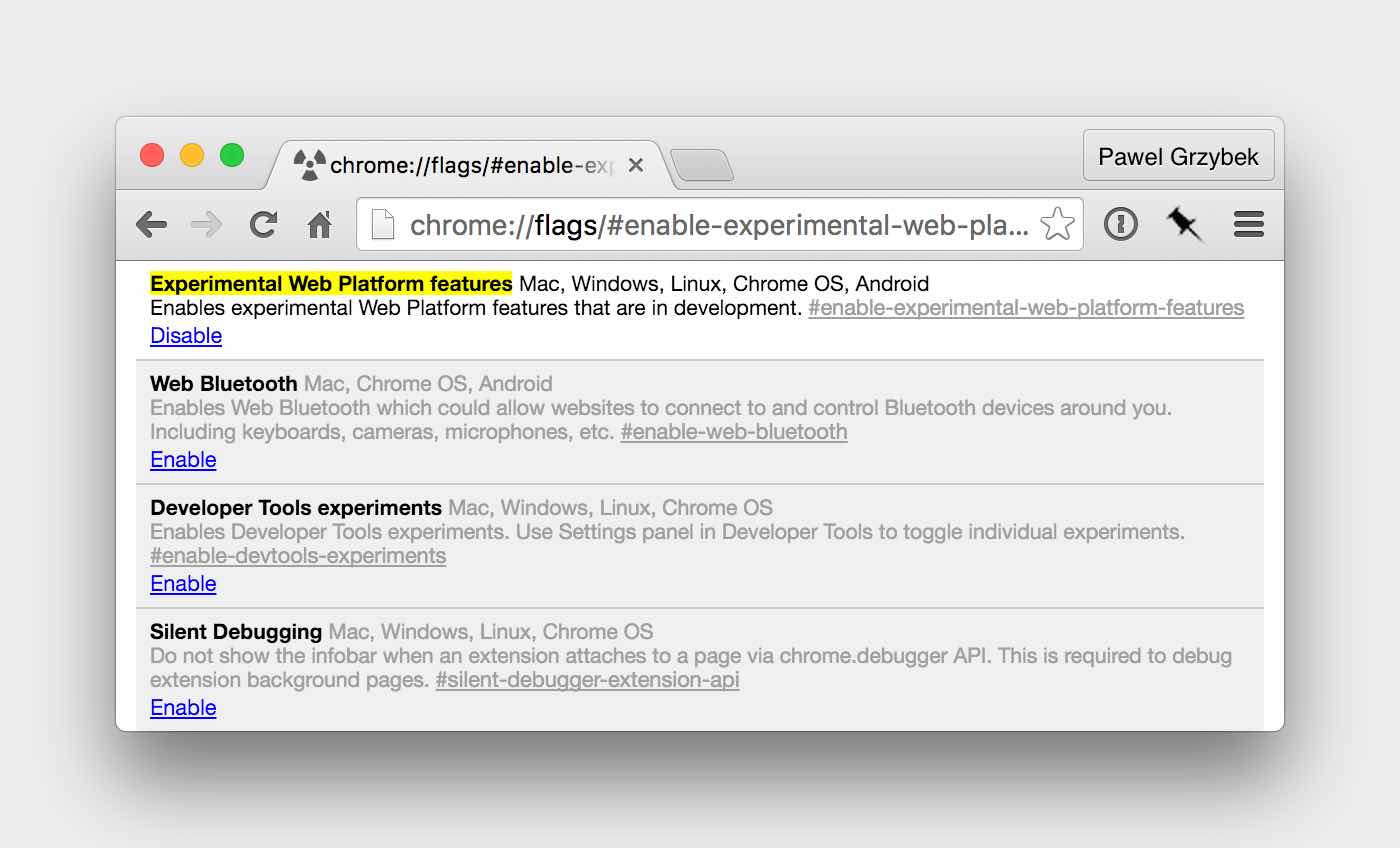 chrome://flags/#enable-exp
Pawel Grzybek
chrome://flags/#enable-experimental-web-pla...
Experimental Web Platform features Mac, Windows, Linux, Chrome OS, Android
Enables experimental Web Platform features that are in development. #enable-experimental-web-platform-features
Disable
Web Bluetooth Mac, Chrome OS, Android
Enables Web Bluetooth which could allow websites to connect to and control Bluetooth devices around you.
Including keyboards, cameras, microphones, etc. #enable-web-bluetooth
Enable
Developer Tools experiments Mac, Windows, Linux, Chrome OS
Enables Developer Tools experiments. Use Settings panel in Developer Tools to toggle individual experiments.
#enable-devtools-experiments
Enable
Silent Debugging Mac, Windows, Linux, Chrome OS
Do not show the infobar when an extension attaches to a page via chrome.debugger API. This is required to debug
extension background pages. #silent-debugger-extension-api
Enable